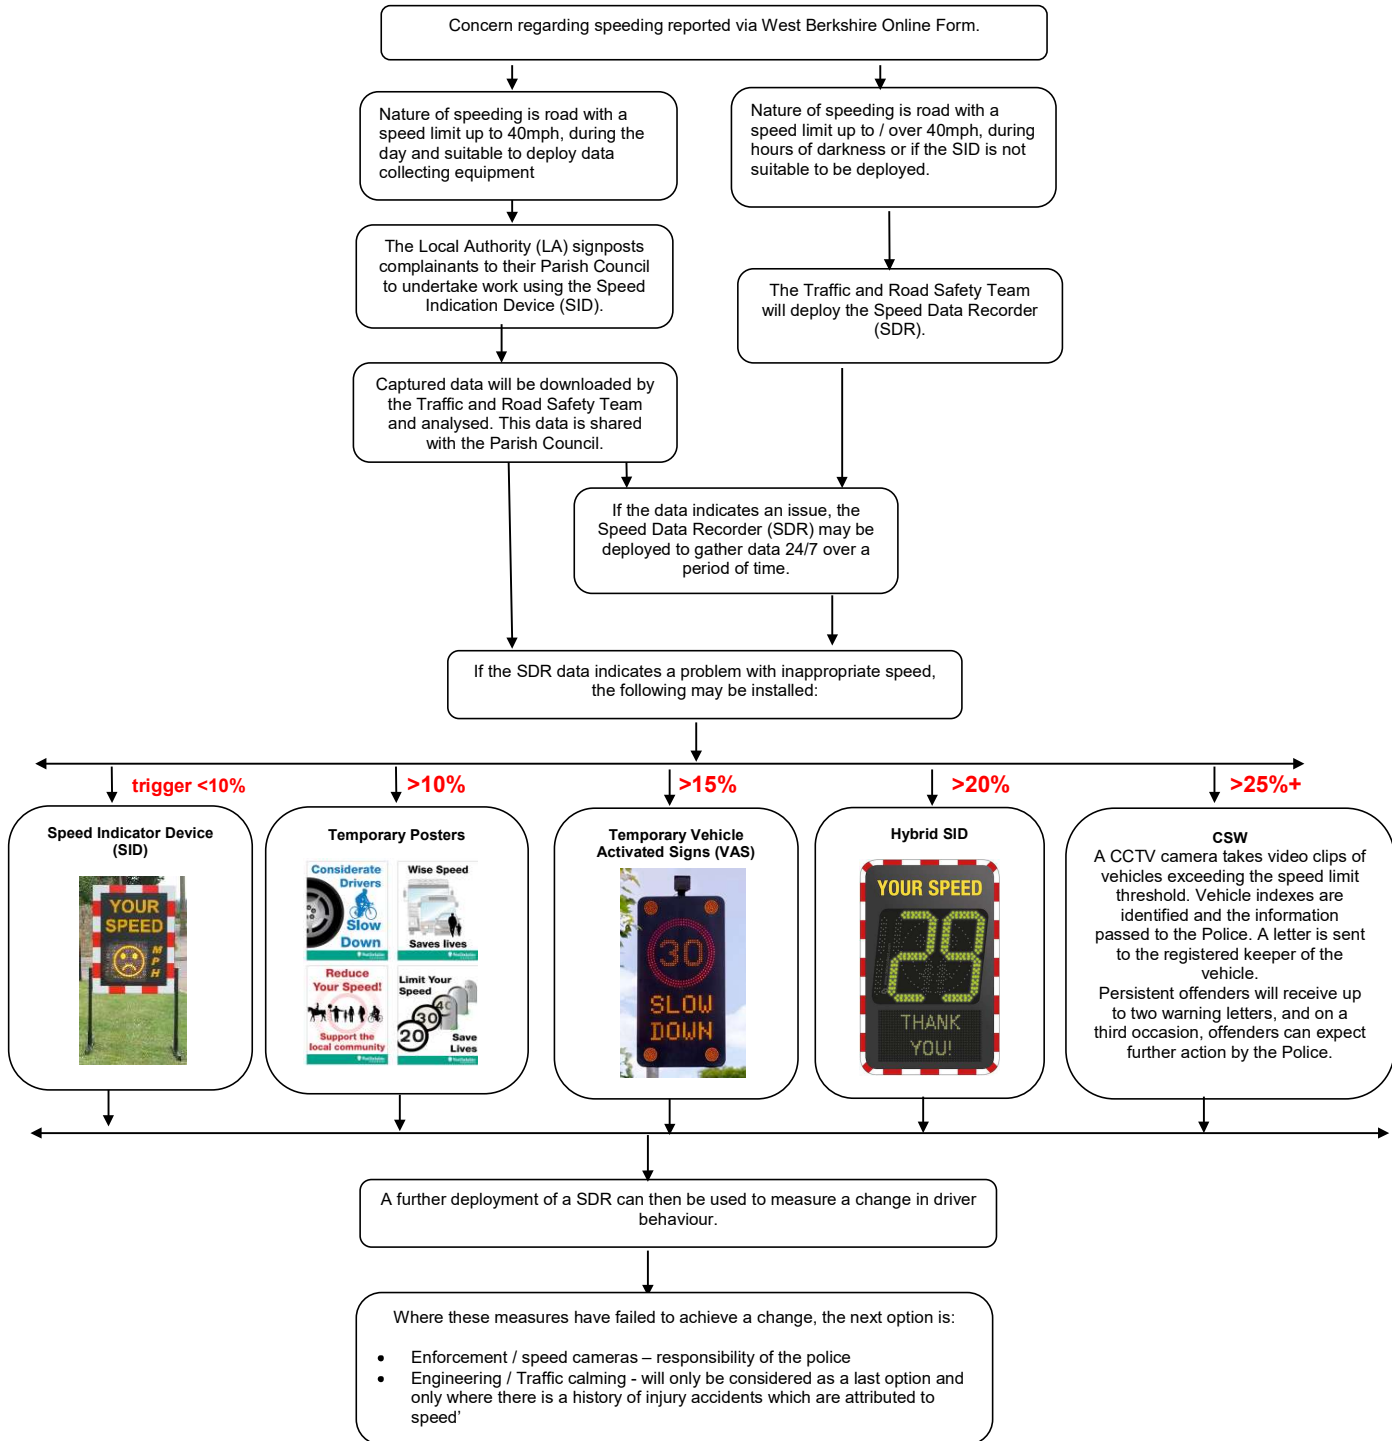 Concern regarding speeding reported via West Berkshire Online Form.
Nature of speeding is road with a
speed limit up to 40mph, during the
day and suitable to deploy data
collecting equipment
Nature of speeding is road with a
speed limit up to / over 40mph, during
hours of darkness or if the SID is not
suitable to be deployed.
The Local Authority (LA) signposts
complainants to their Parish Council
to undertake work using the Speed
Indication Device (SID).
The Traffic and Road Safety Team
will deploy the Speed Data Recorder
(SDR).
Captured data will be downloaded by
the Traffic and Road Safety Team
and analysed. This data is shared
with the Parish Council.
If the data indicates an issue, the
Speed Data Recorder (SDR) may be
deployed to gather data 24/7 over a
period of time.
If the SDR data indicates a problem with inappropriate speed,
the following may be installed:
trigger <10%
>10%
>15%
>20%
>25%+
Speed Indicator Device
(SID)
YOUR
SPEED
MPH
Temporary Posters
Considerate
Drivers
Slow
Down
Wise Speed
Saves lives
Reduce
Your Speed!
Support the
local community
Limit Your
Speed
40
30
20
Save
Lives
Temporary Vehicle
Activated Signs (VAS)
30
SLOW
DOWN
Hybrid SID
YOUR SPEED
29
THANK
YOU!
CSW
A CCTV camera takes video clips of
vehicles exceeding the speed limit
threshold. Vehicle indexes are
identified and the information
passed to the Police. A letter is sent
to the registered keeper of the
vehicle.
Persistent offenders will receive up
to two warning letters, and on a
third occasion, offenders can expect
further action by the Police.
A further deployment of a SDR can then be used to measure a change in driver
behaviour.
Where these measures have failed to achieve a change, the next option is:
• Enforcement / speed cameras – responsibility of the police
• Engineering / Traffic calming - will only be considered as a last option and
only where there is a history of injury accidents which are attributed to
speed’